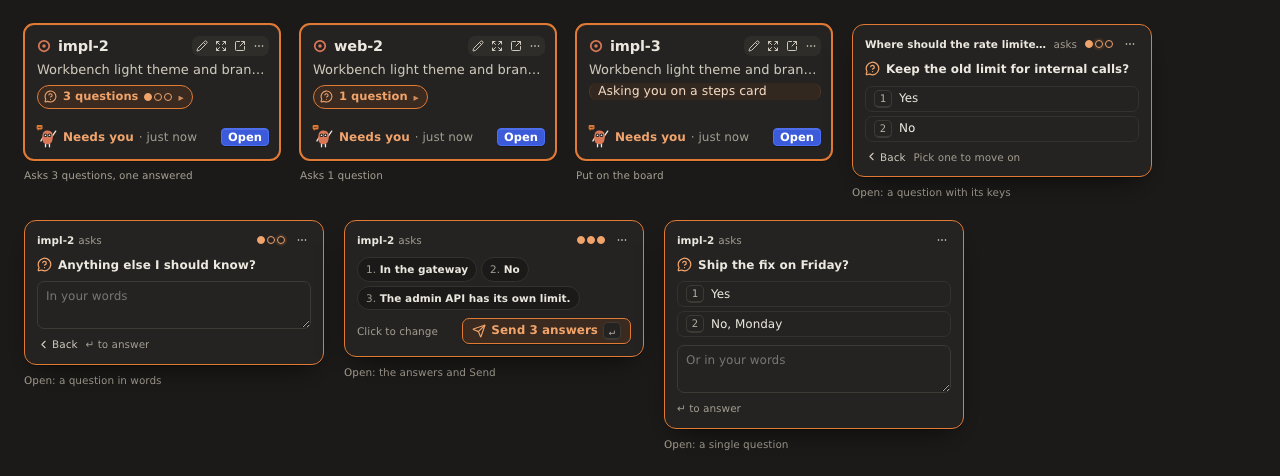 impl-2
Workbench light theme and bran...
3 questions
Needs you · just now Open
Asks 3 questions, one answered
web-2
Workbench light theme and bran...
1 question
Needs you · just now Open
Asks 1 question
impl-3
Workbench light theme and bran...
Asking you on a steps card
Needs you · just now Open
Put on the board
Where should the rate limite... asks
Keep the old limit for internal calls?
1 Yes
2 No
Back Pick one to move on
Open: a question with its keys
impl-2 asks
Anything else I should know?
In your words
Back ↵ to answer
Open: a question in words
impl-2 asks
1. In the gateway 2. No
3. The admin API has its own limit.
Click to change Send 3 answers ↵
Open: the answers and Send
impl-2 asks
Ship the fix on Friday?
1 Yes
2 No, Monday
Or in your words
↵ to answer
Open: a single question